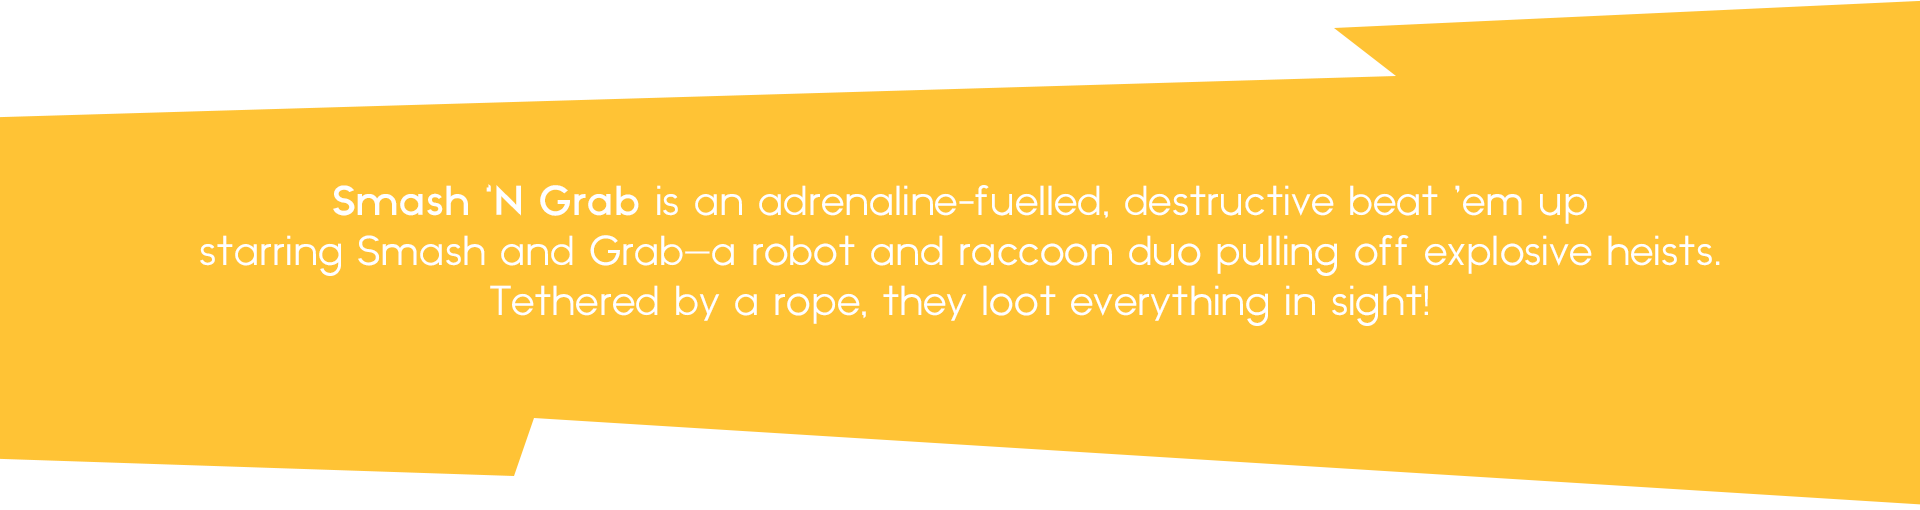 Smash ‘N Grab is an adrenaline-fuelled, destructive beat ’em up
starring Smash and Grab—a robot and raccoon duo pulling off explosive heists.
Tethered by a rope, they loot everything in sight!